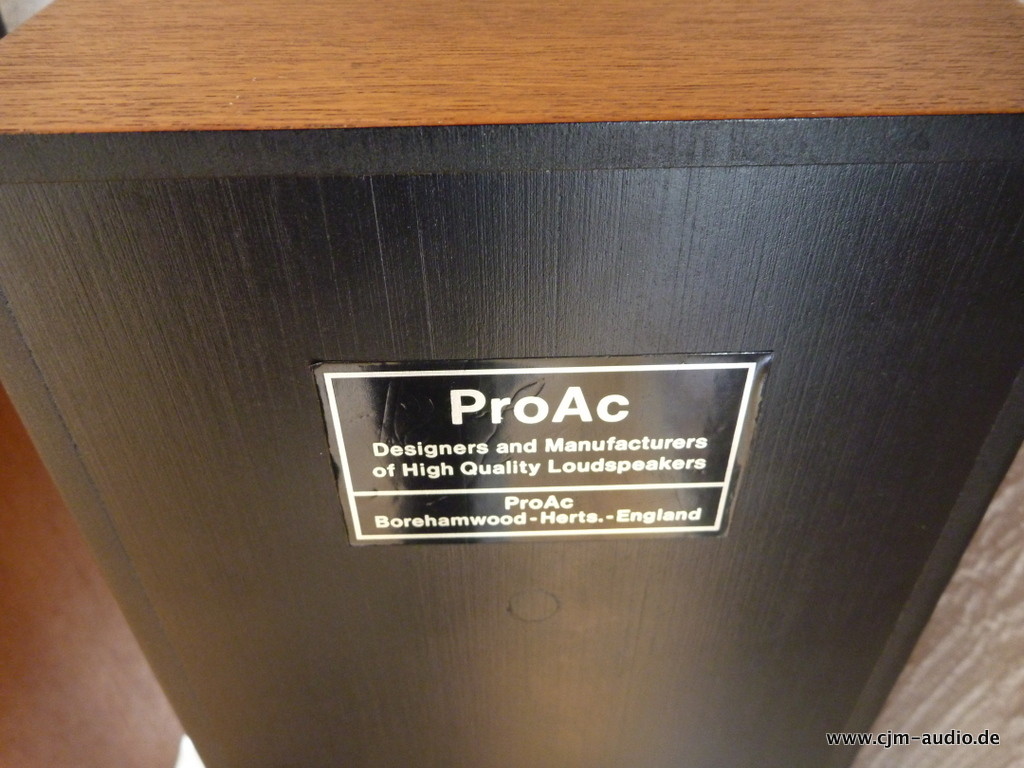 ProAc
Designers and Manufacturers
of High Quality Loudspeakers
ProAc
Borehamwood-Herts.-England
www.cjm-audio.de